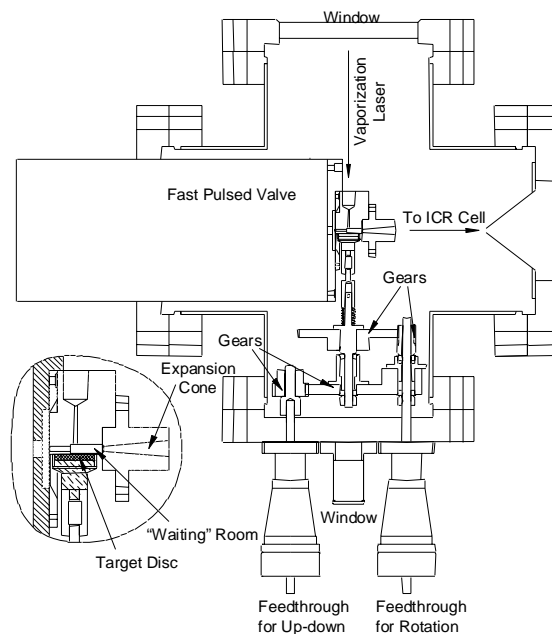 Window
Vaporization
Laser
Fast Pulsed Valve
To ICR Cell
Gears
Gears
Expansion
Cone
“Waiting” Room
Target Disc
Window
Feedthrough
for Up-down
Feedthrough
for Rotation